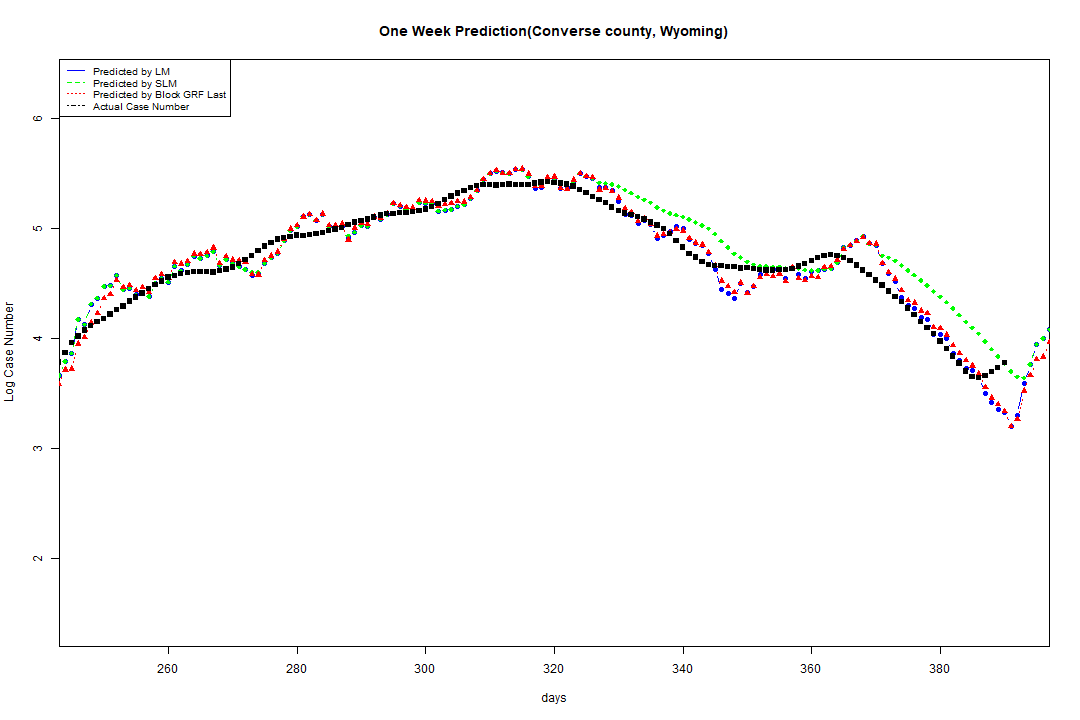 One Week Prediction(Converse county, Wyoming)
Predicted by LM
Predicted by SLM
Predicted by Block GRF Last
Actual Case Number
6
5
4
3
2
Log Case Number
260 280 300 320 340 360 380
days